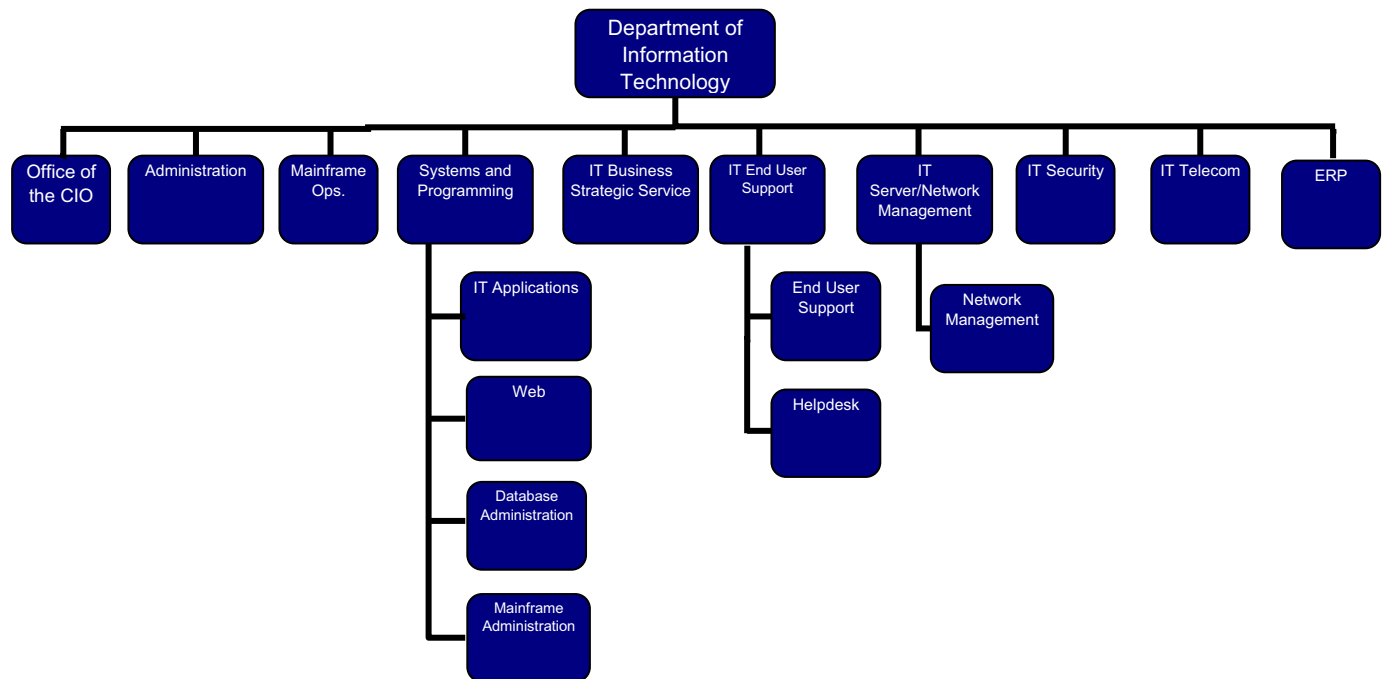 Department of
Information
Technology
Office of
the CIO
Administration
Mainframe
Ops.
Systems and
Programming
IT Business
Strategic Service
IT End User
Support
IT
Server/Network
Management
IT Security
IT Telecom
ERP
IT Applications
End User
Support
Network
Management
Web
Helpdesk
Database
Administration
Mainframe
Administration